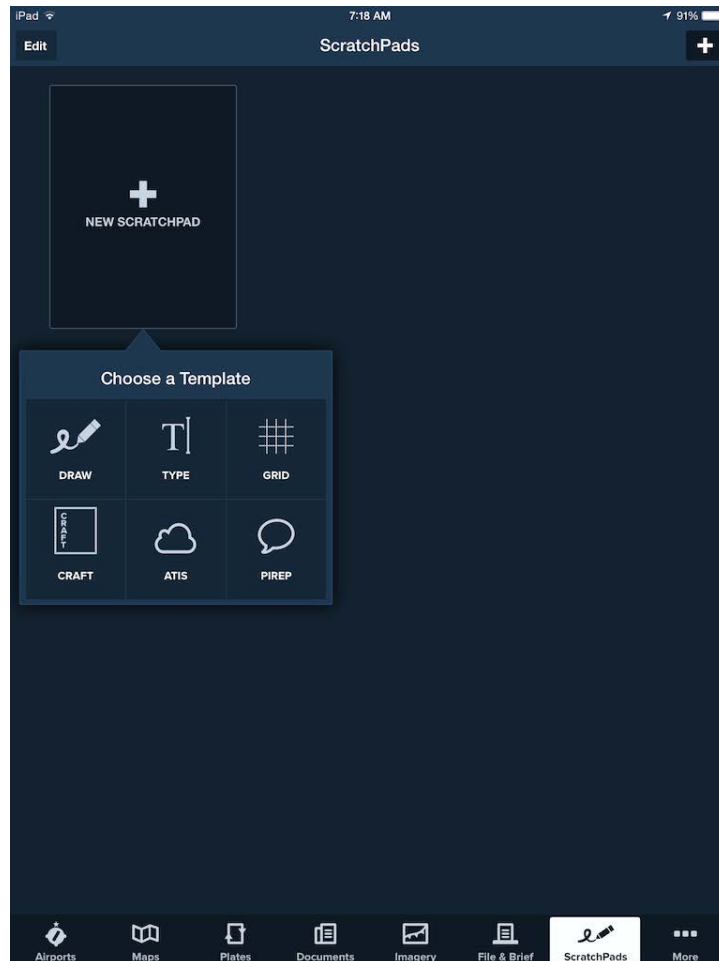 iPad 7:18 AM 91%
Edit ScratchPads
NEW SCRATCHPAD
Choose a Template
DRAW TYPE T GRID
CRAFT
CRAFT ATIS PIREP
Airports Maps Plates Documents Imagery File & Brief ScratchPads More